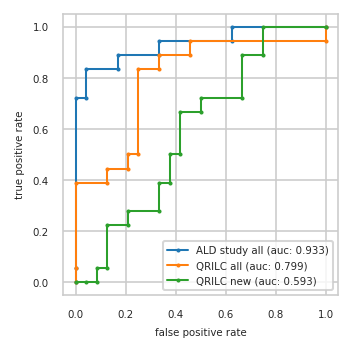 1.0
0.8
0.6
0.4
0.2
0.0
true positive rate
ALD study all (auc: 0.933)
QRILC all (auc: 0.799)
QRILC new (auc: 0.593)
0.0 0.2 0.4 0.6 0.8 1.0
false positive rate